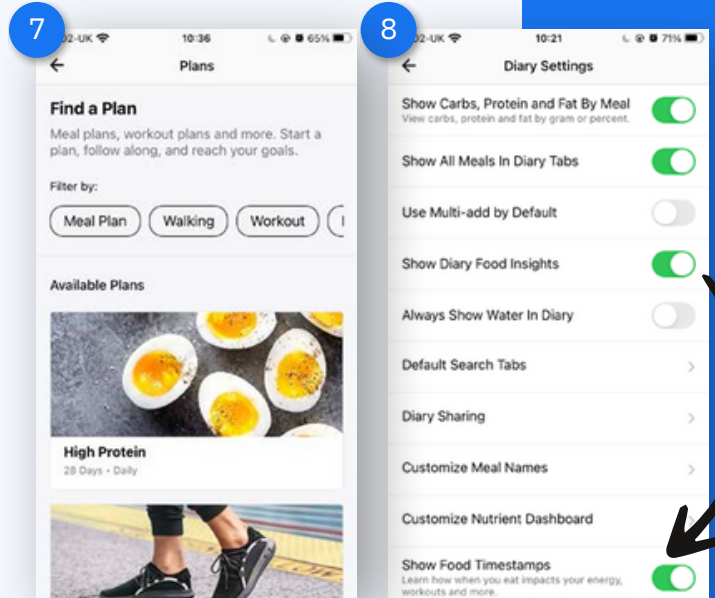 7
2-UK
10:36
65%
Plans
Find a Plan
Meal plans, workout plans and more. Start a
plan, follow along, and reach your goals.
Filter by:
Meal Plan
Walking
Workout
Available Plans
High Protein
28 Days • Daily
8
2-UK
10:21
71%
Diary Settings
Show Carbs, Protein and Fat By Meal
View carbs, protein and fat by gram or percent.
Show All Meals In Diary Tabs
Use Multi-add by Default
Show Diary Food Insights
Always Show Water In Diary
Default Search Tabs
Diary Sharing
Customize Meal Names
Customize Nutrient Dashboard
Show Food Timestamps
Learn how when you eat impacts your energy,
workouts and more.